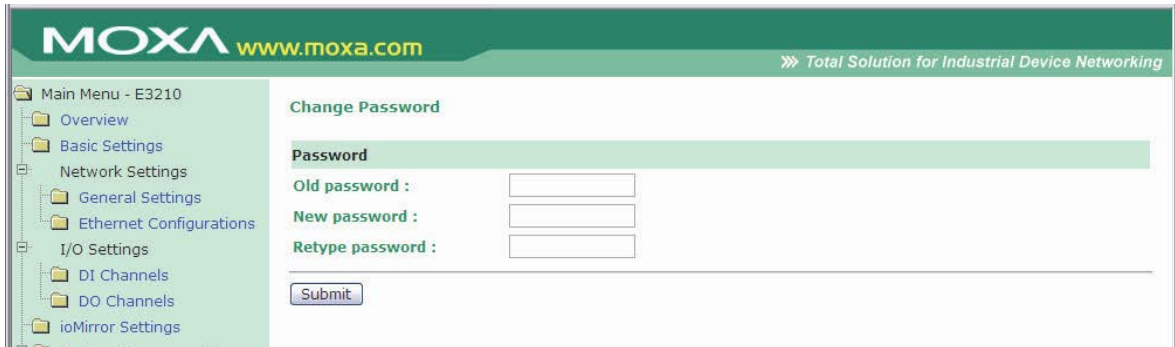 MOXA www.moxa.com
Total Solution for Industrial Device Networking
Main Menu - E3210
Overview
Basic Settings
Network Settings
General Settings
Ethernet Configurations
I/O Settings
DI Channels
DO Channels
ioMirror Settings
Change Password
Password
Old password :
New password :
Retype password :
Submit